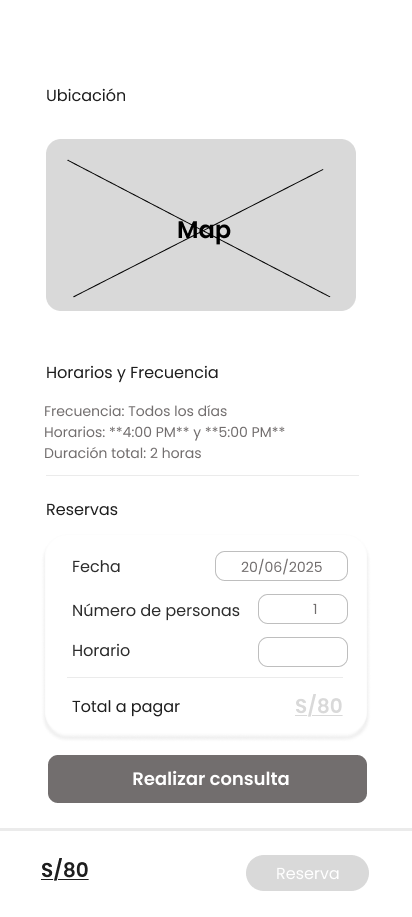 Ubicación
Map
Horarios y Frecuencia
Frecuencia: Todos los días
Horarios: **4:00 PM** y **5:00 PM**
Duración total: 2 horas
Reservas
Fecha 20/06/2025
Número de personas 1
Horario
Total a pagar S/80
Realizar consulta
S/80 Reserva